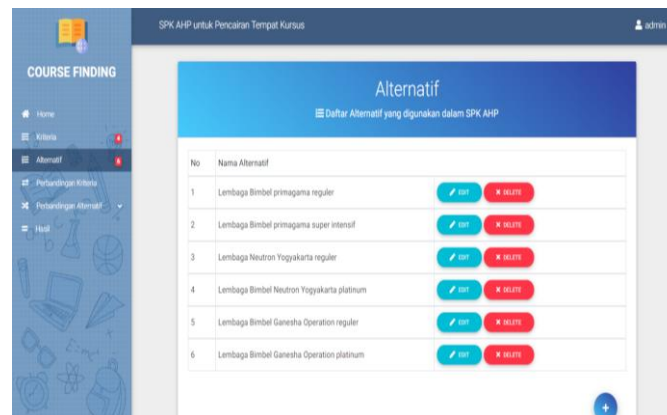 SPK AHP untuk Pencairan Tempat Kursus
admin
COURSE FINDING
Home
Kriteria 4
Alternatif 6
Perbandingan Kriteria
Perbandingan Alternatif
Hasil
Alternatif
Daftar Alternatif yang digunakan dalam SPK AHP
No Nama Alternatif
1 Lembaga Bimbel primagama reguler EDIT DELETE
2 Lembaga Bimbel primagama super intensif EDIT DELETE
3 Lembaga Neutron Yogyakarta reguler EDIT DELETE
4 Lembaga Bimbel Neutron Yogyakarta platinum EDIT DELETE
5 Lembaga Bimbel Ganesha Operation reguler EDIT DELETE
6 Lembaga Bimbel Ganesha Operation platinum EDIT DELETE
+